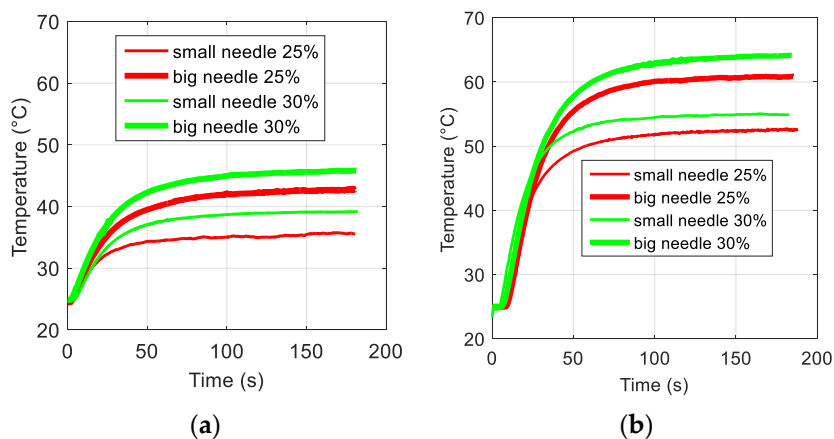 70
60
50
40
30
20
0
50
100
150
200
Temperature (°C)
Time (s)
small needle 25%
big needle 25%
small needle 30%
big needle 30%
(a)
70
60
50
40
30
20
0
50
100
150
200
Temperature (°C)
Time (s)
small needle 25%
big needle 25%
small needle 30%
big needle 30%
(b)